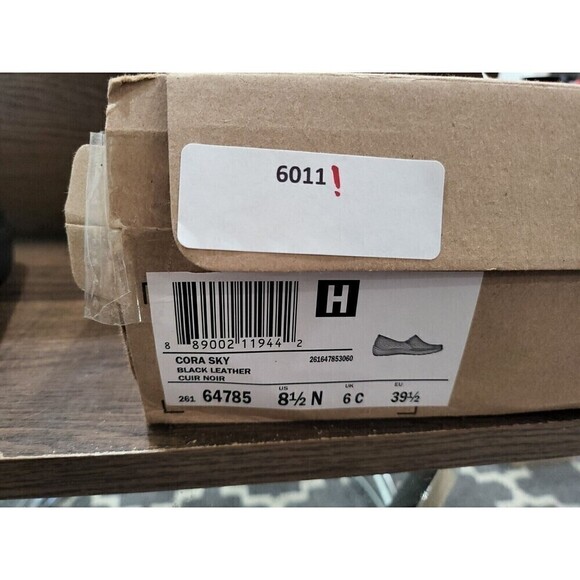 6011!
H
8 89002 11944 2
CORA SKY 261647853060
BLACK LEATHER
CUIR NOIR
US UK EU
261 64785 8½ N 6 C 39½